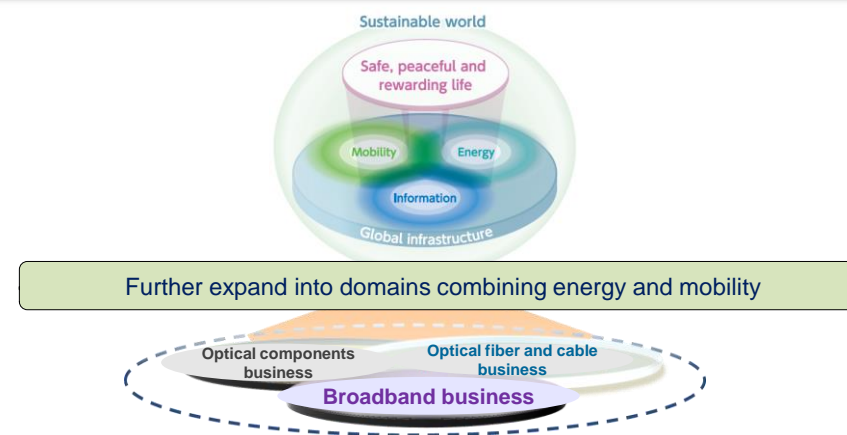 Sustainable world
Safe, peaceful and
rewarding life
Mobility
Energy
Information
Global infrastructure
Further expand into domains combining energy and mobility
Optical components
business
Optical fiber and cable
business
Broadband business